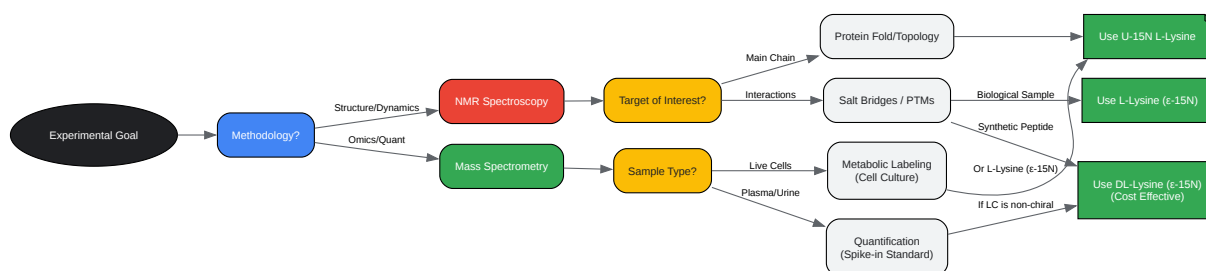 Experimental Goal
Methodology?
Structure/Dynamics
Omics/Quant
NMR Spectroscopy
Mass Spectrometry
Target of Interest?
Sample Type?
Main Chain
Interactions
Live Cells
Plasma/Urine
Protein Fold/Topology
Salt Bridges / PTMs
Metabolic Labeling
(Cell Culture)
Quantification
(Spike-in Standard)
Biological Sample
Synthetic Peptide
Or L-Lysine (ε-15N)
If LC is non-chiral
Use U-15N L-Lysine
Use L-Lysine (ε-15N)
Use DL-Lysine (ε-15N)
(Cost Effective)